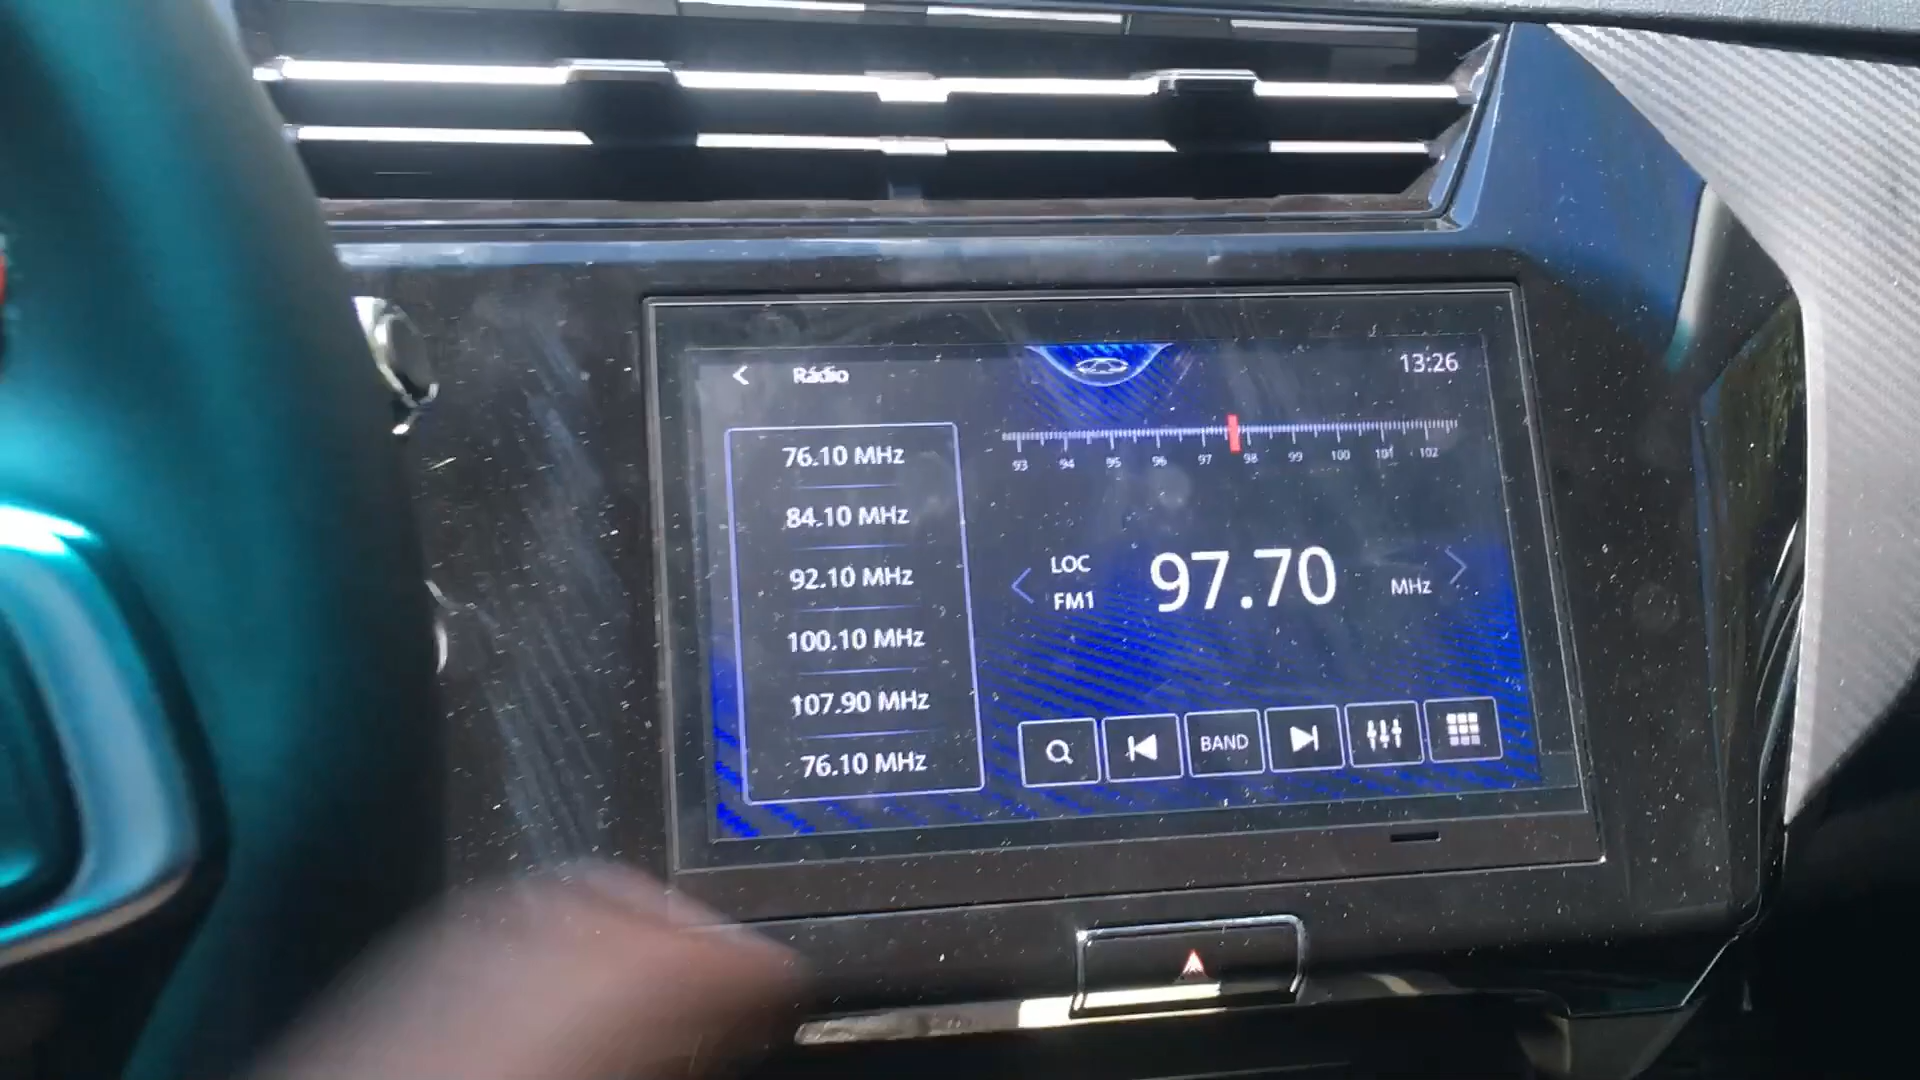 Rádio
13:26
76.10 MHz
84.10 MHz
92.10 MHz
100.10 MHz
107.90 MHz
76.10 MHz
93 94 95 96 97 98 99 100 101 102
LOC
FM1
97.70 MHz
BAND